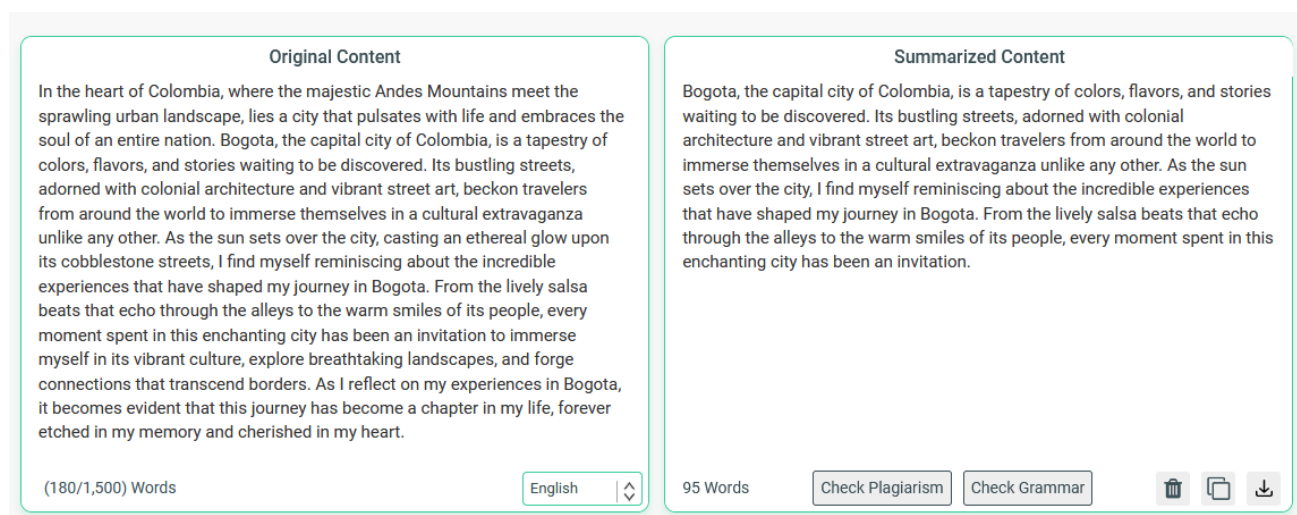 Original Content
In the heart of Colombia, where the majestic Andes Mountains meet the
sprawling urban landscape, lies a city that pulsates with life and embraces the
soul of an entire nation. Bogota, the capital city of Colombia, is a tapestry of
colors, flavors, and stories waiting to be discovered. Its bustling streets,
adorned with colonial architecture and vibrant street art, beckon travelers
from around the world to immerse themselves in a cultural extravaganza
unlike any other. As the sun sets over the city, casting an ethereal glow upon
its cobblestone streets, I find myself reminiscing about the incredible
experiences that have shaped my journey in Bogota. From the lively salsa
beats that echo through the alleys to the warm smiles of its people, every
moment spent in this enchanting city has been an invitation to immerse
myself in its vibrant culture, explore breathtaking landscapes, and forge
connections that transcend borders. As I reflect on my experiences in Bogota,
it becomes evident that this journey has become a chapter in my life, forever
etched in my memory and cherished in my heart.
(180/1,500) Words
English
Summarized Content
Bogota, the capital city of Colombia, is a tapestry of colors, flavors, and stories
waiting to be discovered. Its bustling streets, adorned with colonial
architecture and vibrant street art, beckon travelers from around the world to
immerse themselves in a cultural extravaganza unlike any other. As the sun
sets over the city, I find myself reminiscing about the incredible experiences
that have shaped my journey in Bogota. From the lively salsa beats that echo
through the alleys to the warm smiles of its people, every moment spent in this
enchanting city has been an invitation.
95 Words
Check Plagiarism
Check Grammar